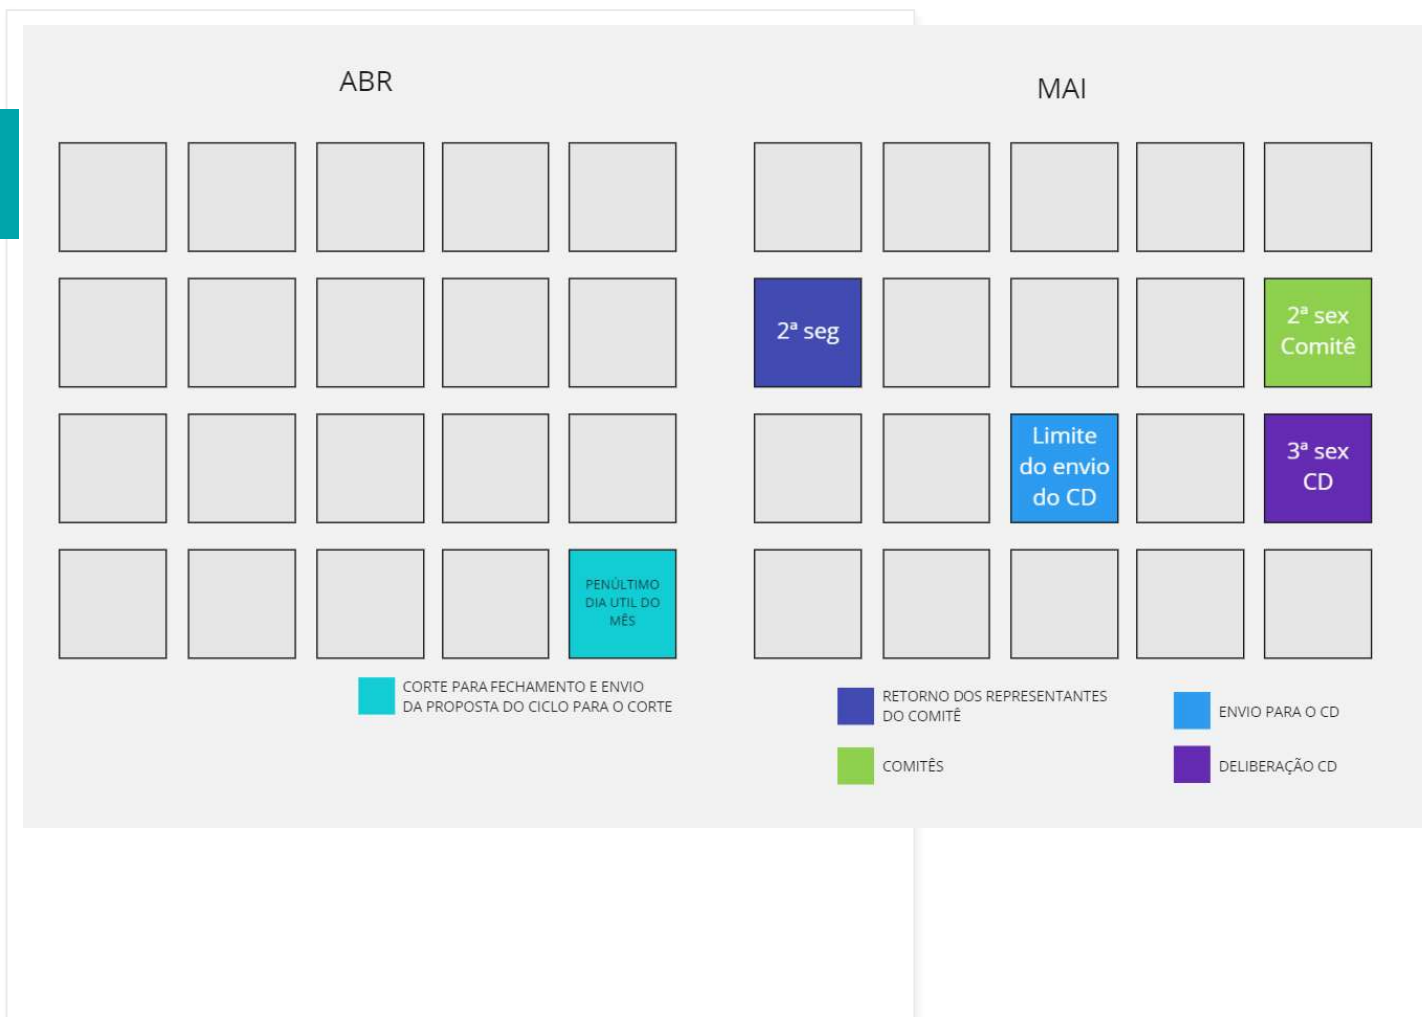 ABR
PENÚLTIMO
DIA UTIL DO
MÊS
CORTE PARA FECHAMENTO E ENVIO
DA PROPOSTA DO CICLO PARA O CORTE
MAI
2ª seg
2ª sex
Comitê
Limite
do envio
do CD
3ª sex
CD
RETORNO DOS REPRESENTANTES
DO COMITÊ
ENVIO PARA O CD
COMITÊS
DELIBERAÇÃO CD